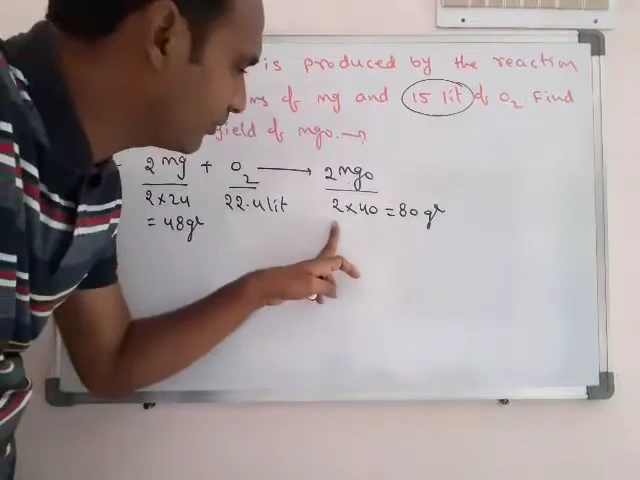 is produced by the reaction
ms of mg and 15 lit of O2. Find
yield of mgo. →
2mg + O2 → 2mgo
2×24 22.4lit 2×40 = 80 gr
= 48gr